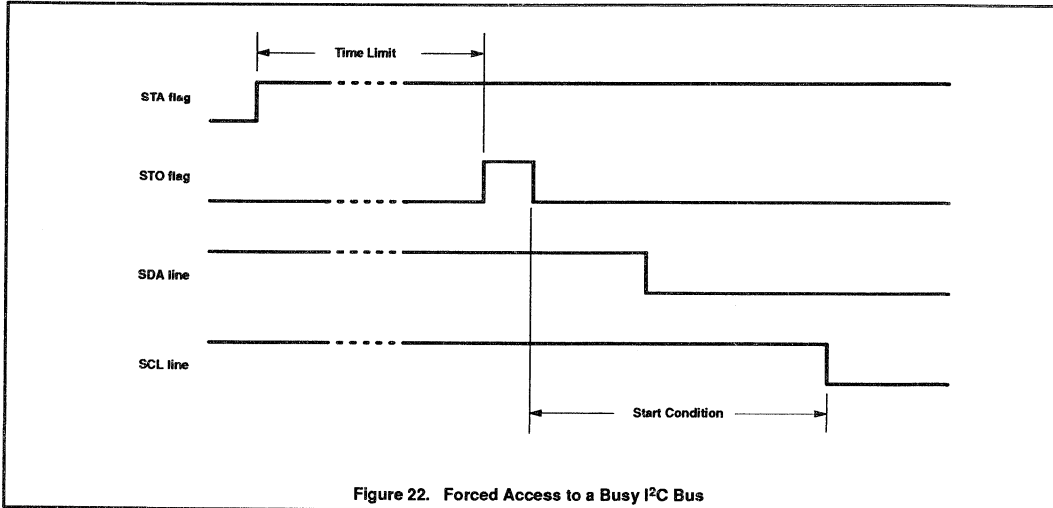 Time Limit
STA flag
STO flag
SDA line
SCL line
Start Condition
Figure 22. Forced Access to a Busy I²C Bus